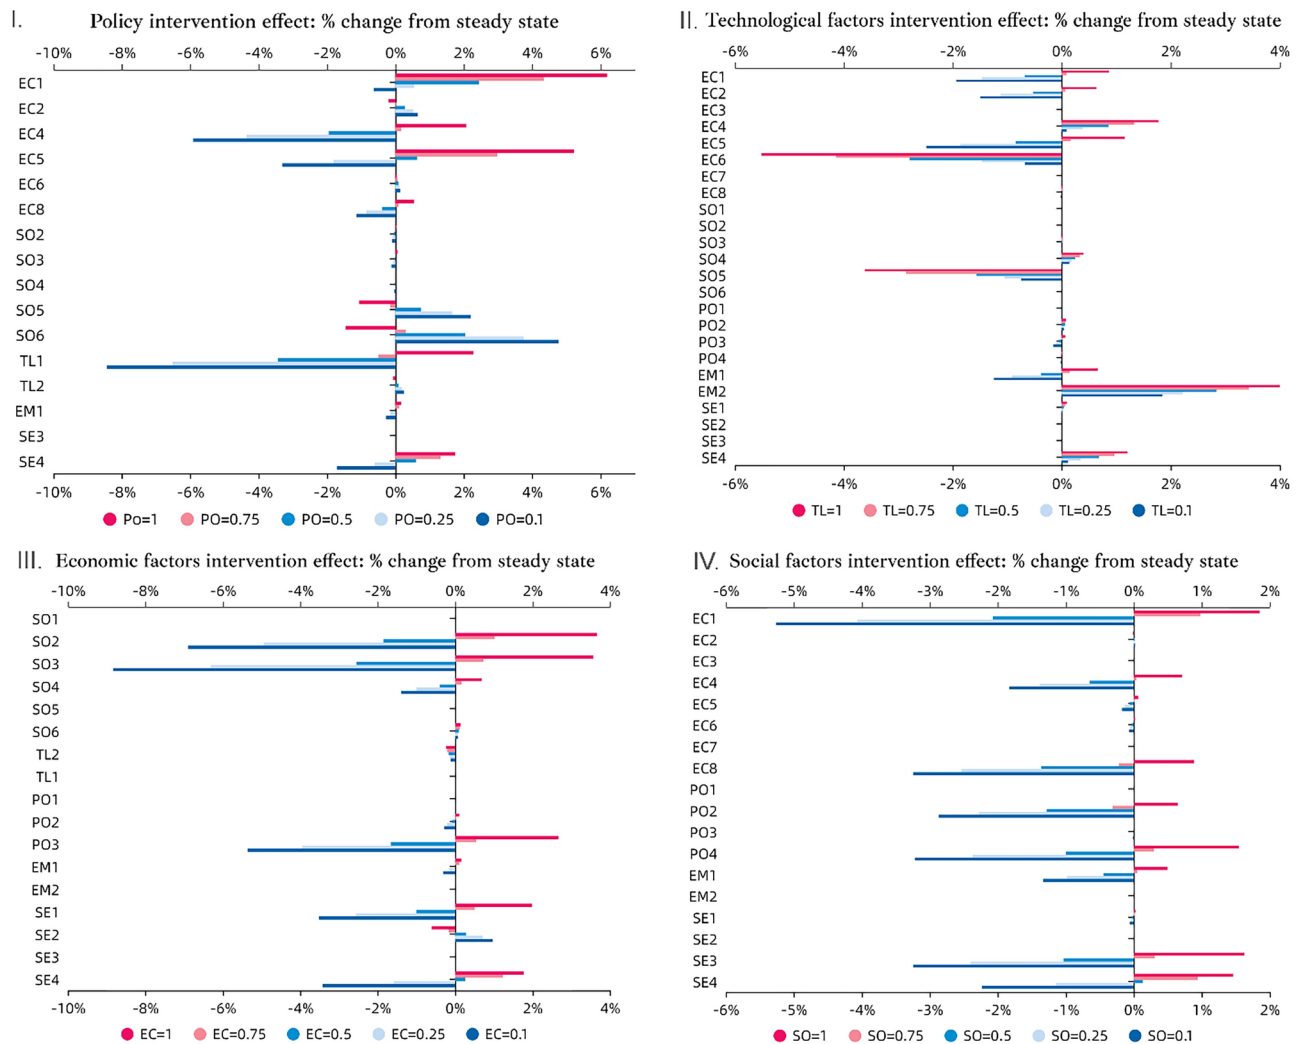 I. Policy intervention effect: % change from steady state
-10% -8% -6% -4% -2% 0% 2% 4% 6%
EC1
EC2
EC4
EC5
EC6
EC8
SO2
SO3
SO4
SO5
SO6
TL1
TL2
EM1
SE3
SE4
-10% -8% -6% -4% -2% 0% 2% 4% 6%
Po=1 PO=0.75 PO=0.5 PO=0.25 PO=0.1
II. Technological factors intervention effect: % change from steady state
-6% -4% -2% 0% 2% 4%
EC1
EC2
EC3
EC4
EC5
EC6
EC7
EC8
SO1
SO2
SO3
SO4
SO5
SO6
PO1
PO2
PO3
PO4
EM1
EM2
SE1
SE2
SE3
SE4
-6% -4% -2% 0% 2% 4%
TL=1 TL=0.75 TL=0.5 TL=0.25 TL=0.1
III. Economic factors intervention effect: % change from steady state
-10% -8% -6% -4% -2% 0% 2% 4%
SO1
SO2
SO3
SO4
SO5
SO6
TL2
TL1
PO1
PO2
PO3
EM1
EM2
SE1
SE2
SE3
SE4
-10% -8% -6% -4% -2% 0% 2% 4%
EC=1 EC=0.75 EC=0.5 EC=0.25 EC=0.1
IV. Social factors intervention effect: % change from steady state
-6% -5% -4% -3% -2% -1% 0% 1% 2%
EC1
EC2
EC3
EC4
EC5
EC6
EC7
EC8
PO1
PO2
PO3
PO4
EM1
EM2
SE1
SE2
SE3
SE4
-6% -5% -4% -3% -2% -1% 0% 1% 2%
SO=1 SO=0.75 SO=0.5 SO=0.25 SO=0.1